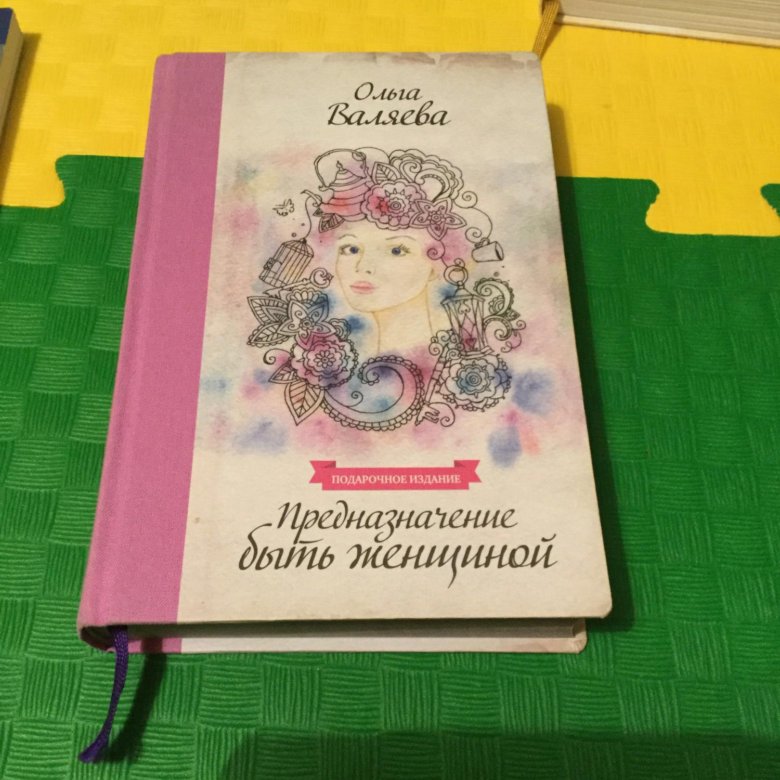 Ольга
Валяева
ПОДАРОЧНОЕ ИЗДАНИЕ
Предназначение
быть женщиной